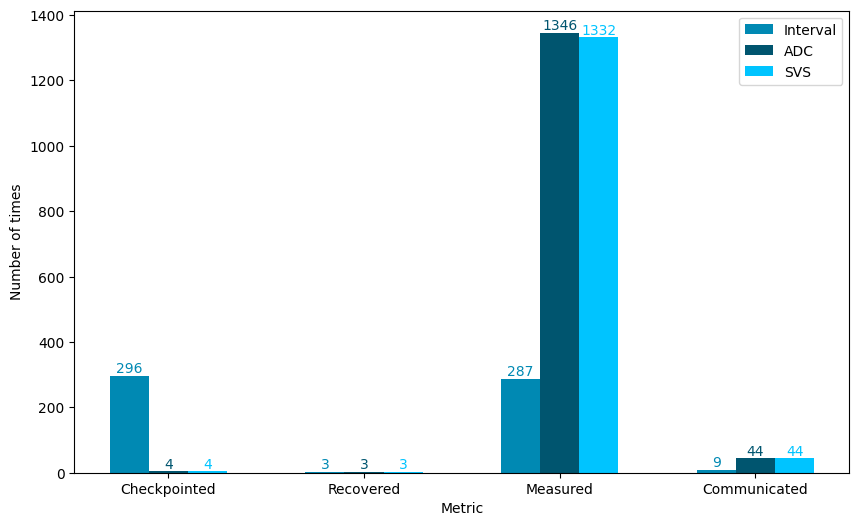 1400
1200
1000
800
600
400
200
0
Number of times
296
4
4
3
3
3
287
1346
1332
9
44
44
Interval
ADC
SVS
Checkpointed
Recovered
Measured
Communicated
Metric